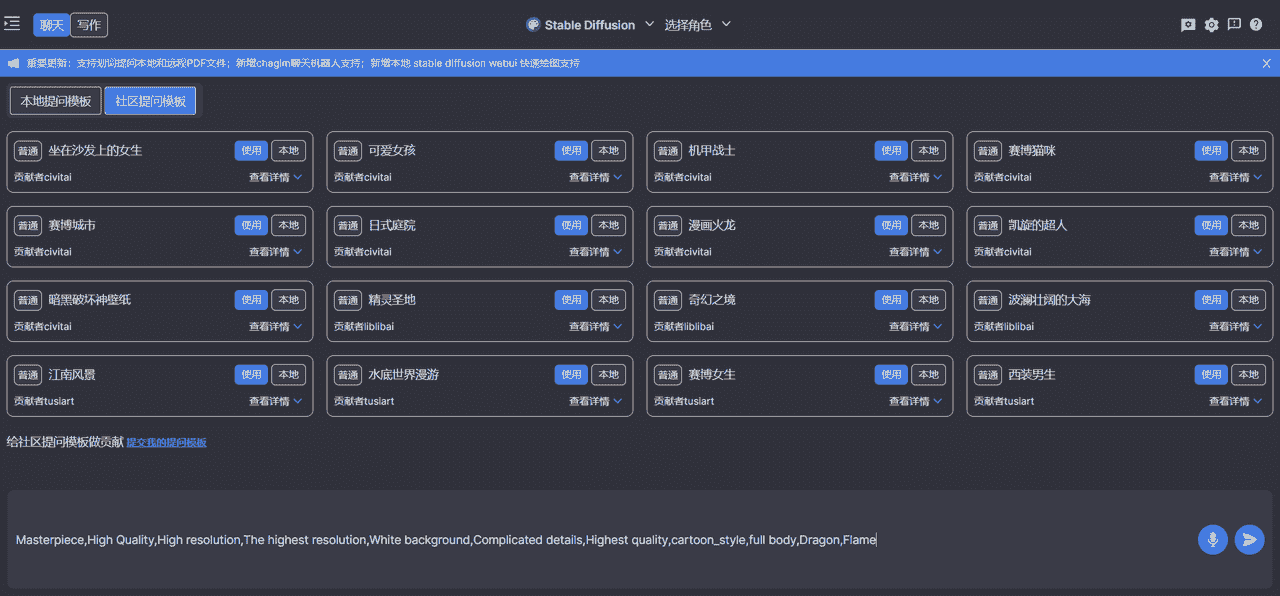 聊天 写作 Stable Diffusion 选择角色
重要更新：支持划词提问本地和远程PDF文件；新增chaglm聊天机器人支持；新增本地 stable diffusion webui 快速绘图支持
本地提问模板 社区提问模板
普通 坐在沙发上的女生 使用 本地 普通 可爱女孩 使用 本地 普通 机甲战士 使用 本地 普通 赛博猫咪 使用 本地
贡献者civitai 查看详情 贡献者civitai 查看详情 贡献者civitai 查看详情 贡献者civitai 查看详情
普通 赛博城市 使用 本地 普通 日式庭院 使用 本地 普通 漫画火龙 使用 本地 普通 凯旋的超人 使用 本地
贡献者civitai 查看详情 贡献者civitai 查看详情 贡献者civitai 查看详情 贡献者civitai 查看详情
普通 暗黑破坏神壁纸 使用 本地 普通 精灵圣地 使用 本地 普通 奇幻之境 使用 本地 普通 波澜壮阔的大海 使用 本地
贡献者civitai 查看详情 贡献者liblibai 查看详情 贡献者liblibai 查看详情 贡献者liblibai 查看详情
普通 江南风景 使用 本地 普通 水底世界漫游 使用 本地 普通 赛博女生 使用 本地 普通 西装男生 使用 本地
贡献者tusiart 查看详情 贡献者tusiart 查看详情 贡献者tusiart 查看详情 贡献者tusiart 查看详情
给社区提问模板做贡献 提交我的提问模板
Masterpiece,High Quality,High resolution,The highest resolution,White background,Complicated details,Highest quality,cartoon_style,full body,Dragon,Flame